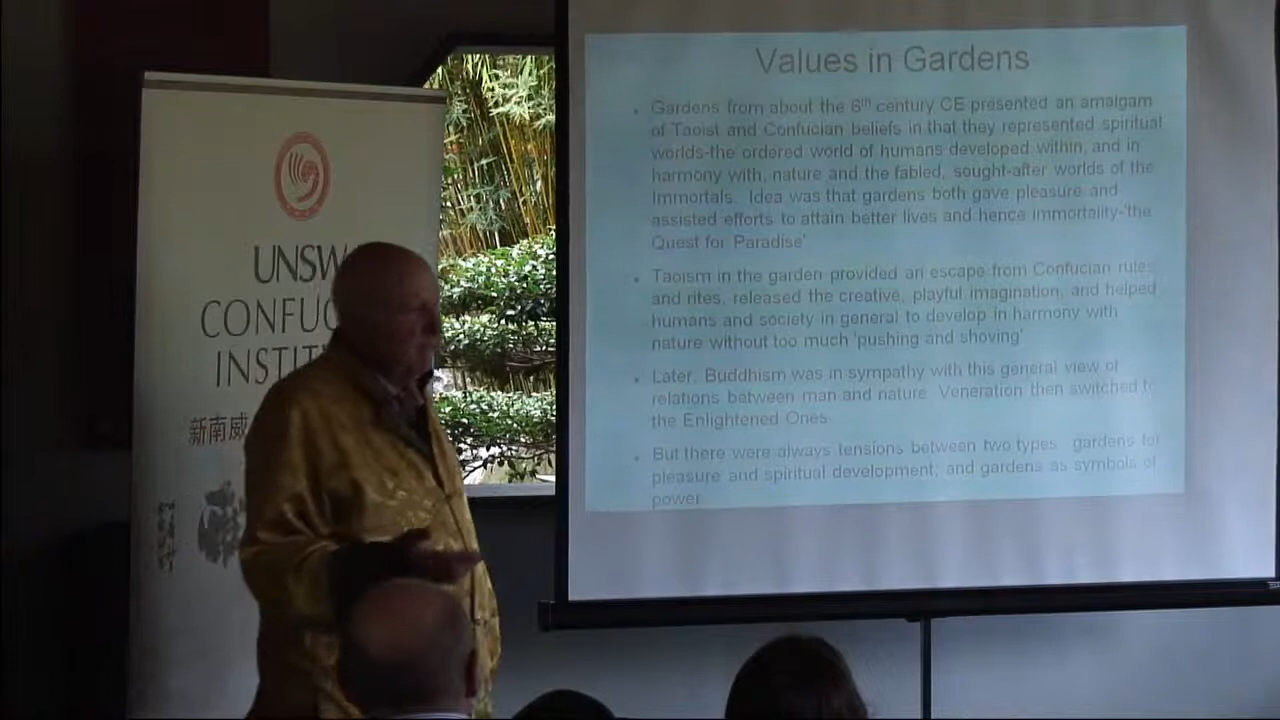 UNSW
CONFUC
INSTIT
新南威
Values in Gardens
• Gardens from about the 6th century CE presented an amalgam
of Taoist and Confucian beliefs in that they represented spiritual
worlds-the ordered world of humans developed within, and in
harmony with, nature and the fabled, sought-after worlds of the
Immortals. Idea was that gardens both gave pleasure and
assisted efforts to attain better lives and hence immortality-'the
Quest for Paradise'
• Taoism in the garden provided an escape from Confucian rules
and rites, released the creative, playful imagination, and helped
humans and society in general to develop in harmony with
nature without too much 'pushing and shoving'
• Later, Buddhism was in sympathy with this general view of
relations between man and nature. Veneration then switched to
the Enlightened Ones
• But there were always tensions between two types: gardens for
pleasure and spiritual development; and gardens as symbols of
power